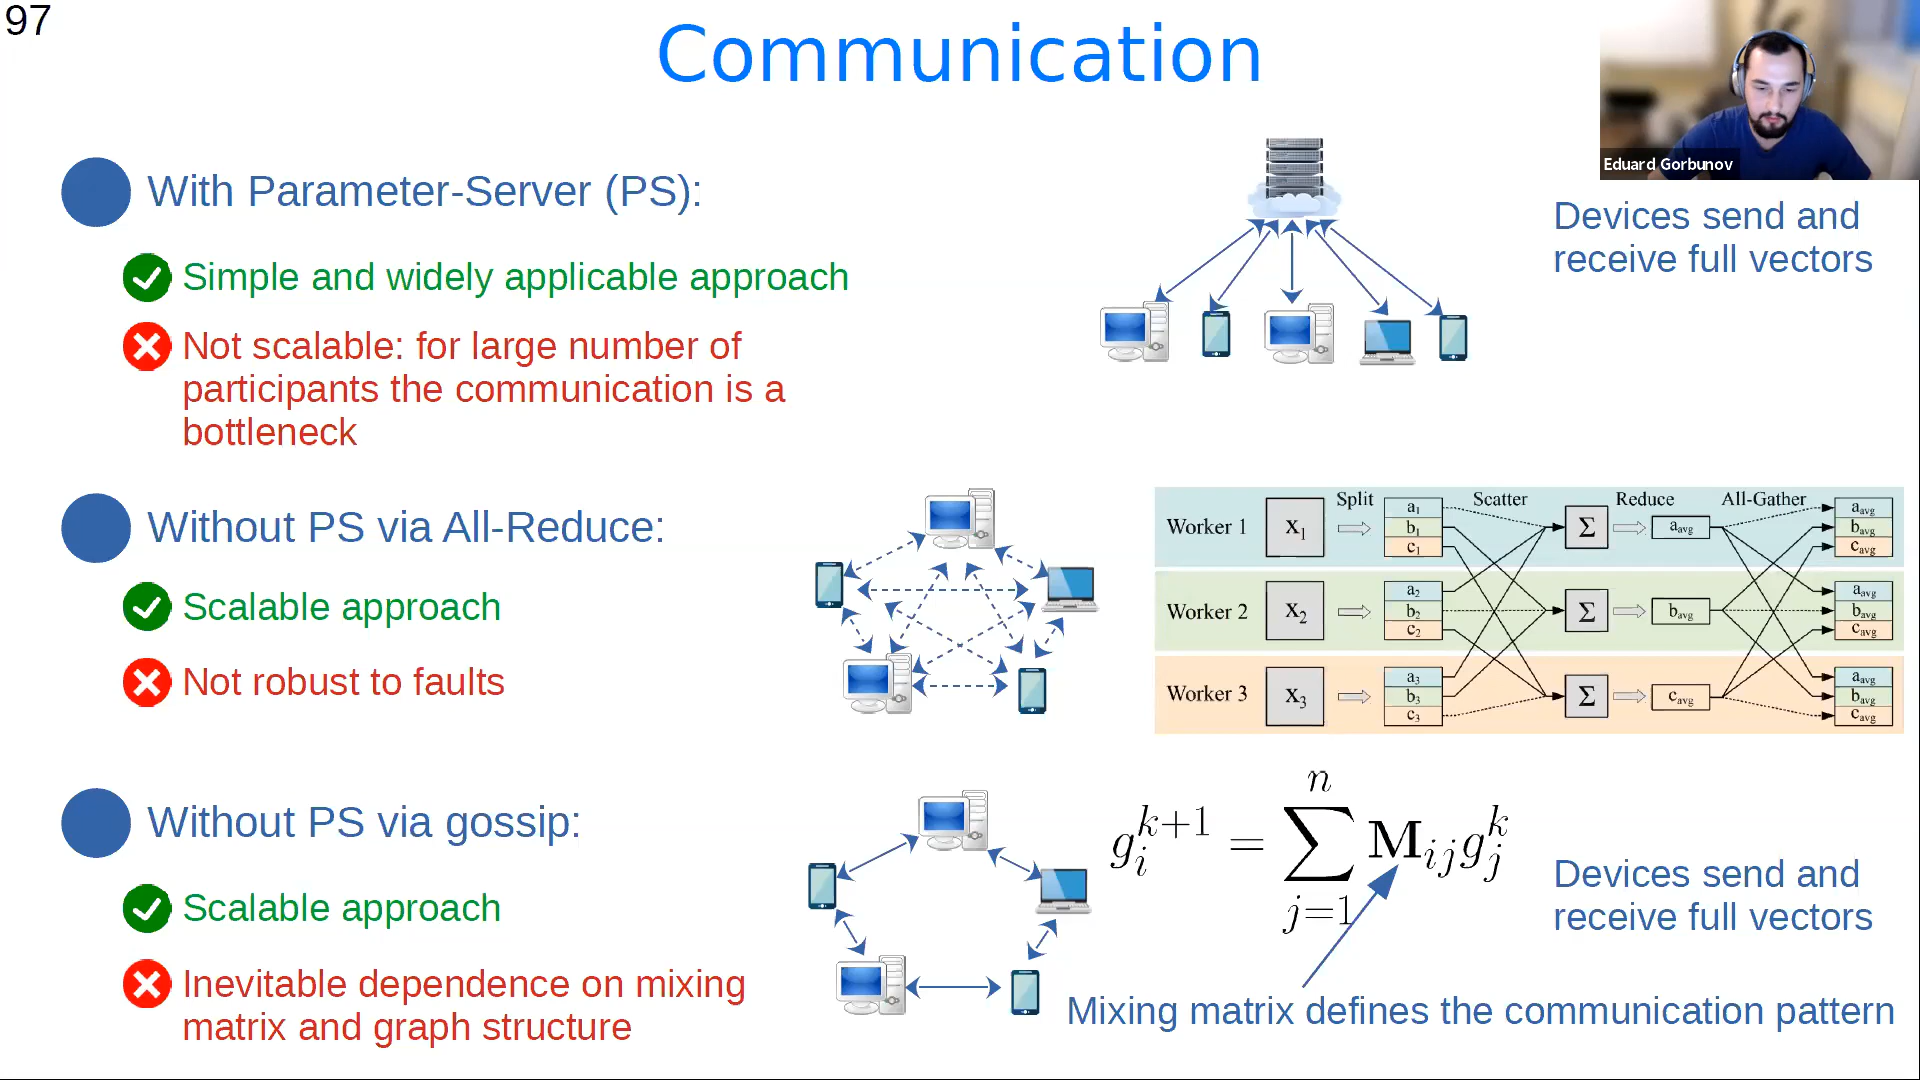 97
Communication
Eduard Gorbunov
With Parameter-Server (PS):
Simple and widely applicable approach
Not scalable: for large number of
participants the communication is a
bottleneck
Devices send and
receive full vectors
Without PS via All-Reduce:
Scalable approach
Not robust to faults
Split Scatter Reduce All-Gather
Worker 1 x₁ a₁ b₁ c₁ Σ a_avg a_avg b_avg c_avg
Worker 2 x₂ a₂ b₂ c₂ Σ b_avg a_avg b_avg c_avg
Worker 3 x₃ a₃ b₃ c₃ Σ c_avg a_avg b_avg c_avg
Without PS via gossip:
Scalable approach
Inevitable dependence on mixing
matrix and graph structure
g_i^{k+1} = \sum_{j=1}^{n} M_{ij} g_j^k
Devices send and
receive full vectors
Mixing matrix defines the communication pattern